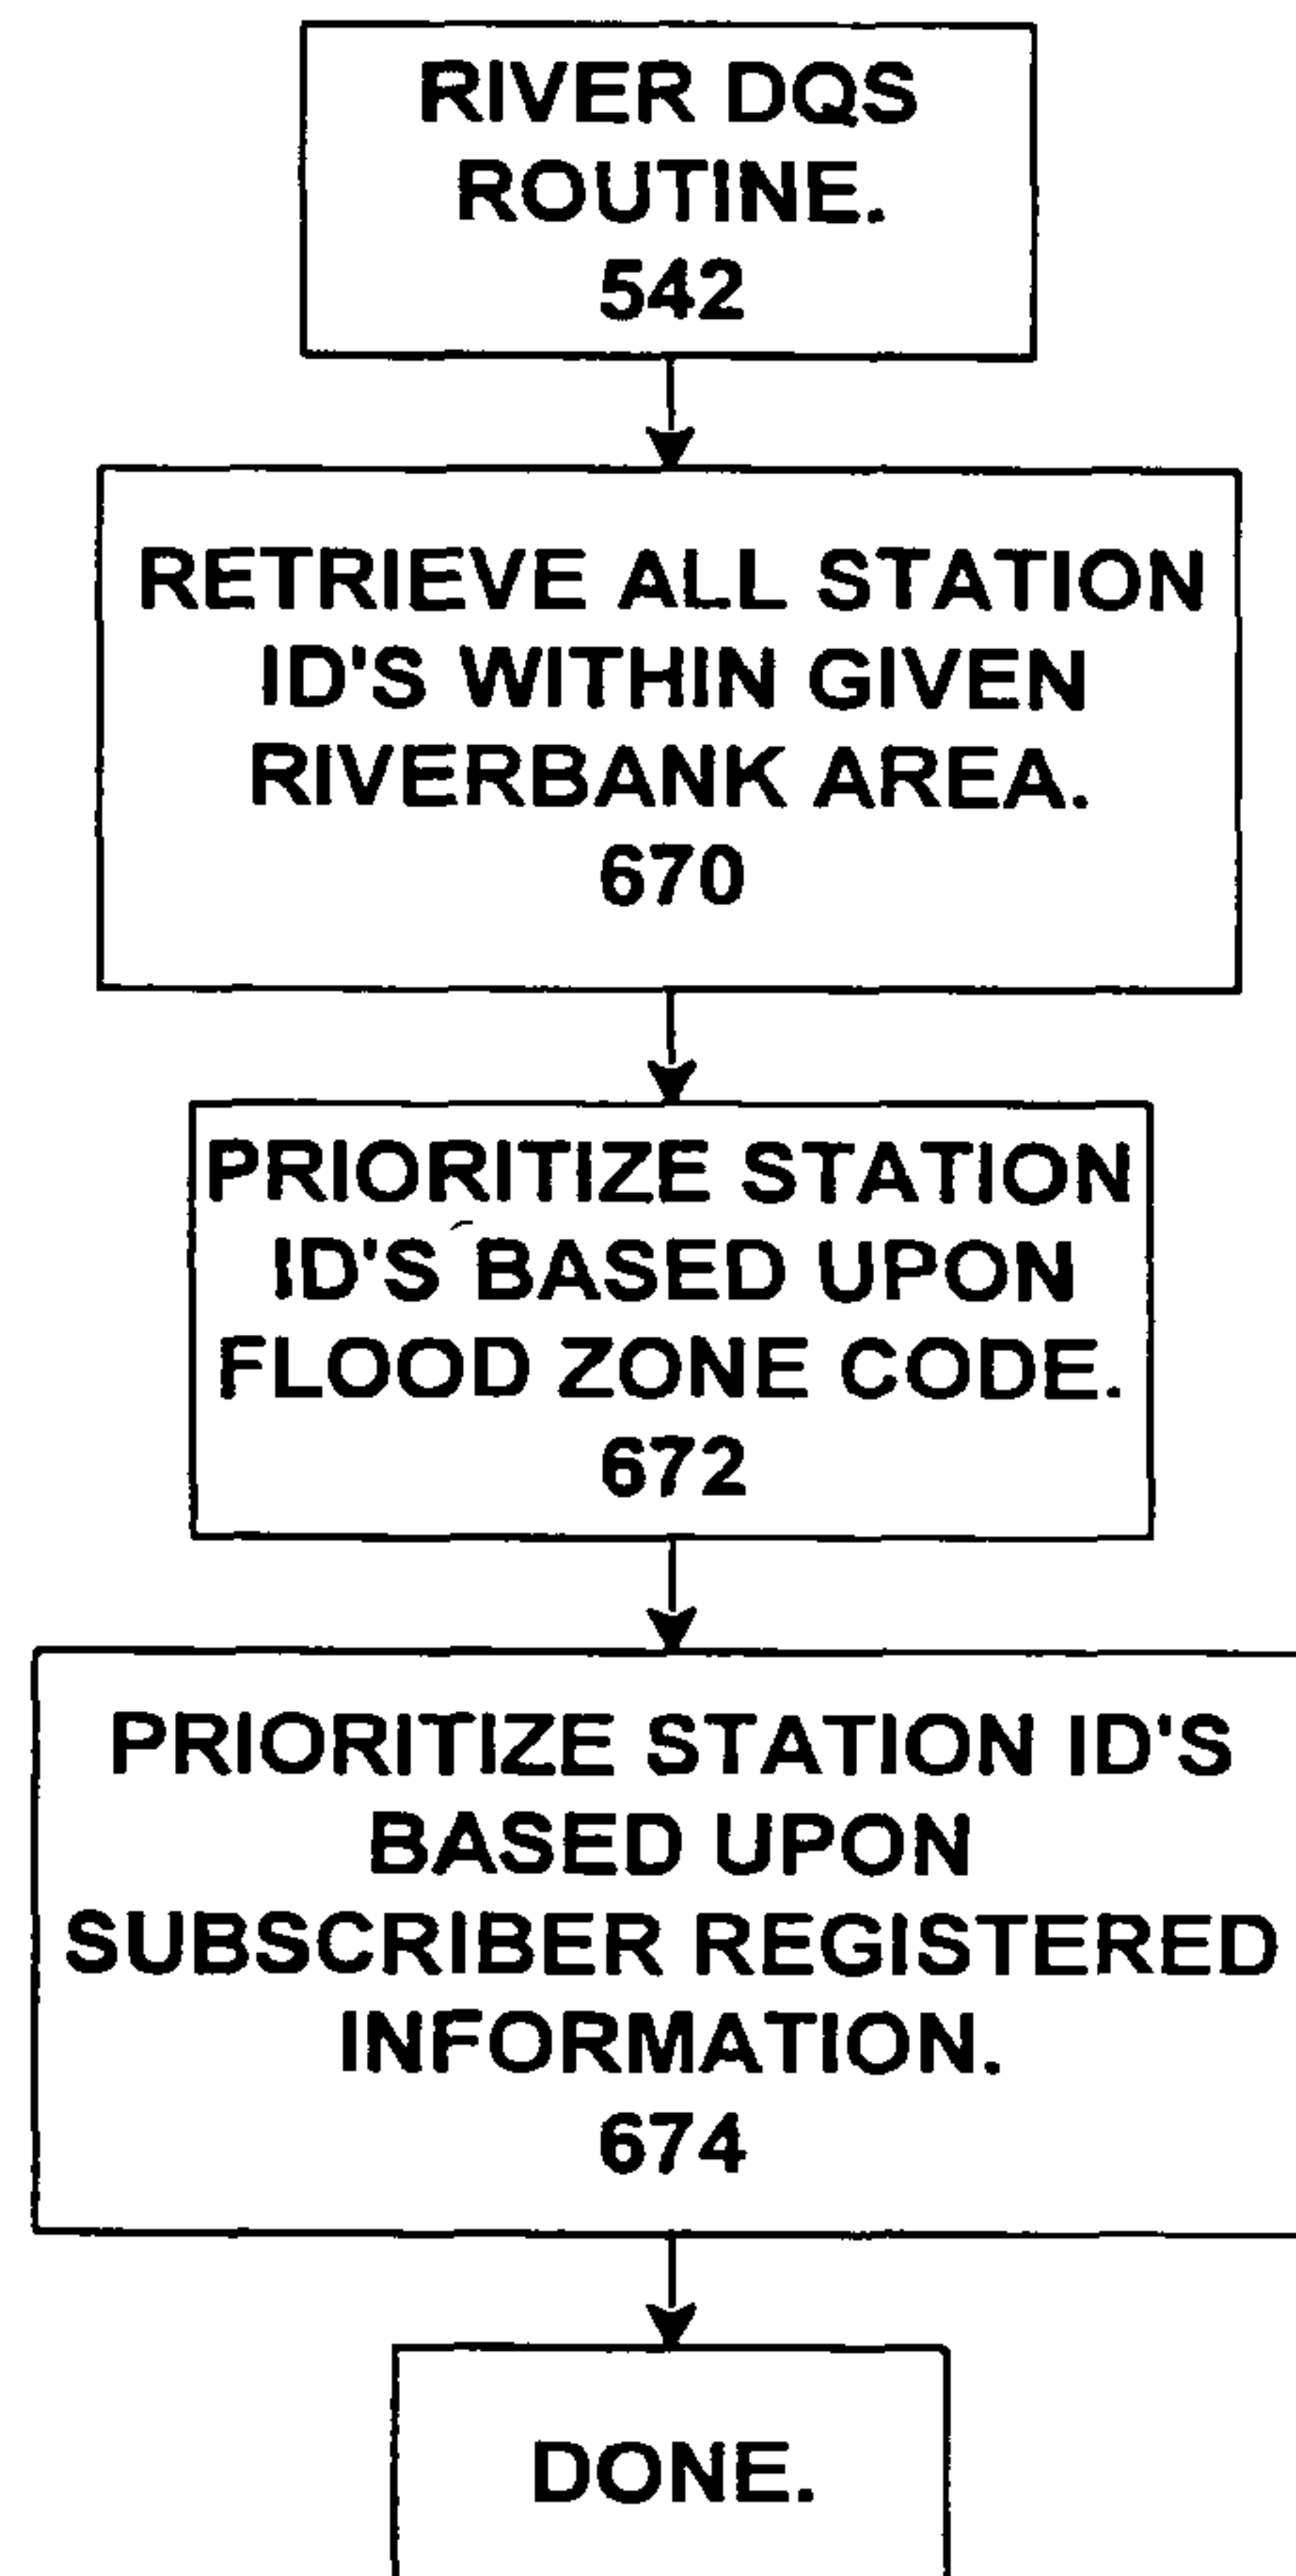 RIVER DQS
ROUTINE.
542
RETRIEVE ALL STATION
ID'S WITHIN GIVEN
RIVERBANK AREA.
670
PRIORITIZE STATION
ID'S BASED UPON
FLOOD ZONE CODE.
672
PRIORITIZE STATION ID'S
BASED UPON
SUBSCRIBER REGISTERED
INFORMATION.
674
DONE.